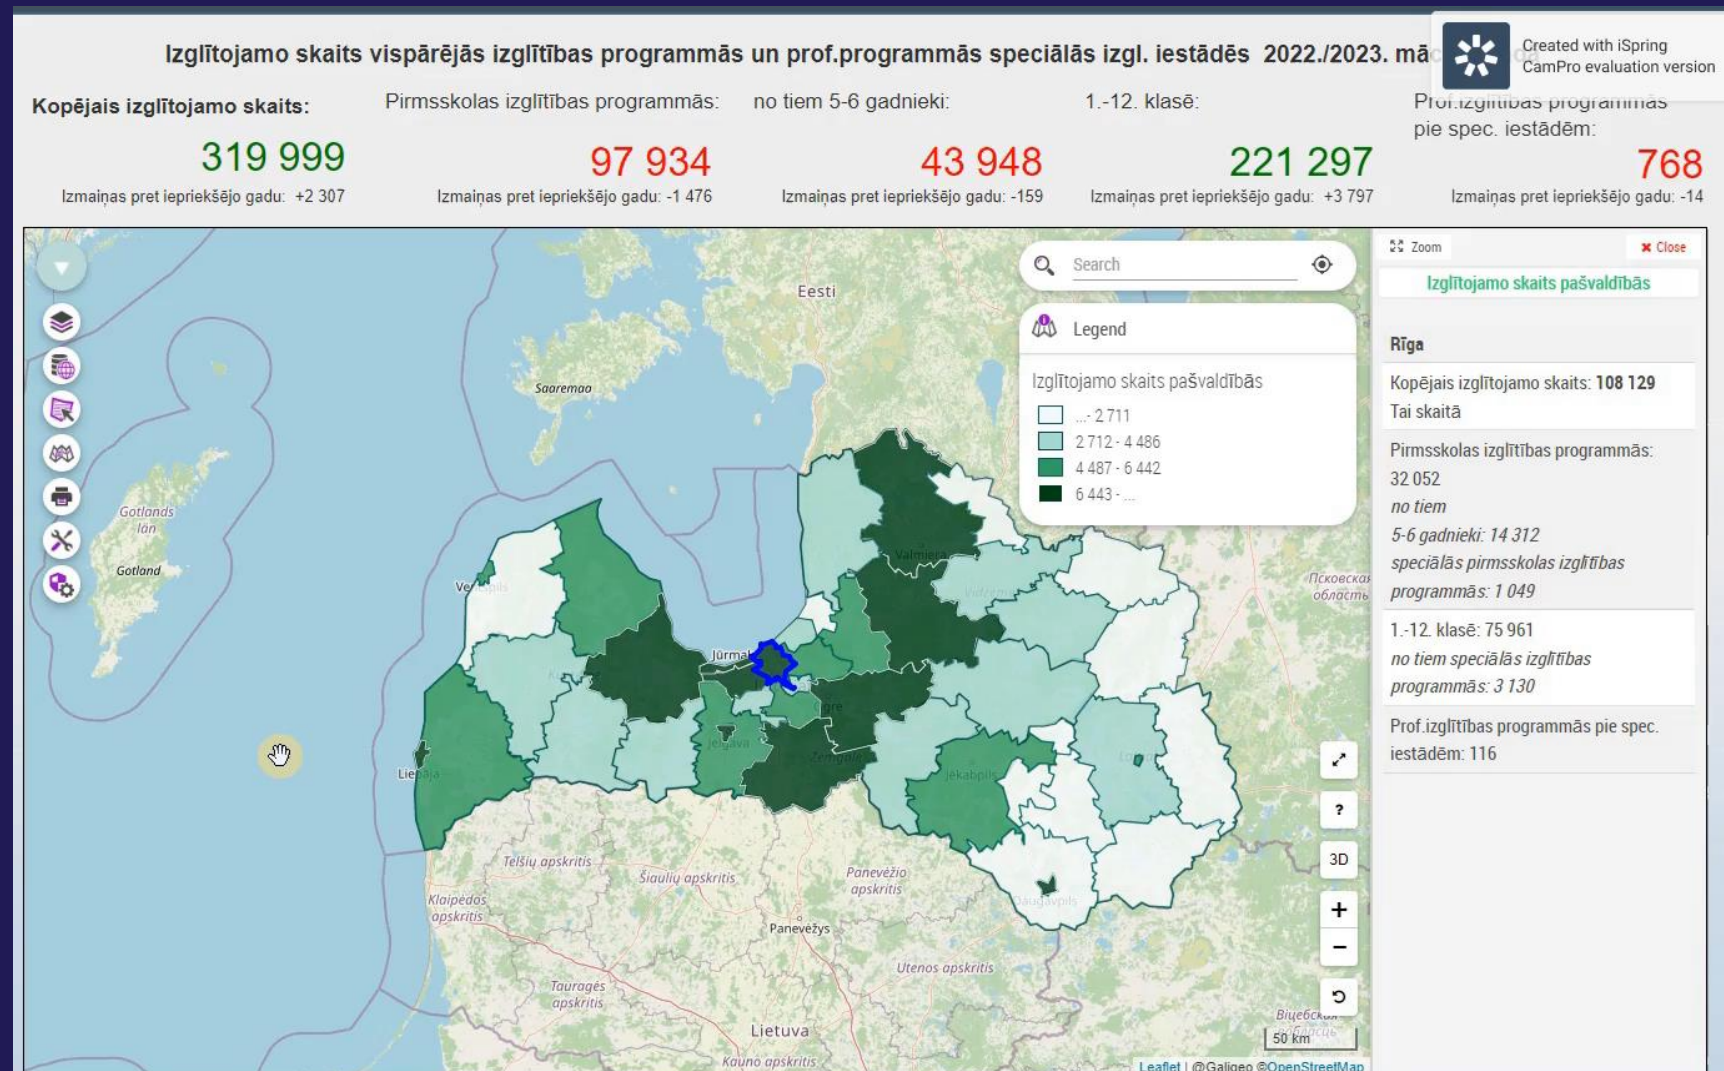 Izglītojamo skaits vispārējās izglītības programmās un prof.programmās speciālās izgl. iestādēs 2022./2023.
Created with iSpring
CamPro evaluation version
Kopējais izglītojamo skaits:
319 999
Izmaiņas pret iepriekšējo gadu: +2 307
Pirmsskolas izglītības programmās:
97 934
Izmaiņas pret iepriekšējo gadu: -1 476
no tiem 5-6 gadnieki:
43 948
Izmaiņas pret iepriekšējo gadu: -159
1.-12. klasē:
221 297
Izmaiņas pret iepriekšējo gadu: +3 797
Prof.izglītības programmās
pie spec. iestādēm:
768
Izmaiņas pret iepriekšējo gadu: -14
Search
Legend
Izglītojamo skaits pašvaldībās
...- 2 711
2 712 - 4 486
4 487 - 6 442
6 443 - ...
Eesti
Saaremaa
Gotlands
län
Gotland
Псковская
область
Valmiera
Jūrma
Ogre
Jelgava
Zemgale
Liepāja
Jēkabpils
Daugavpils
Telšių apskritis
Šiaulių apskritis
Panevėžio
apskritis
Klaipėdos
apskritis
Panevėžys
Utenos apskritis
Tauragės
apskritis
Lietuva
Kauno apskritis
3D
?
+
−
50 km
Leaflet | @Galigeo ©OpenStreetMap
Zoom
× Close
Izglītojamo skaits pašvaldībās
Rīga
Kopējais izglītojamo skaits: 108 129
Tai skaitā
Pirmsskolas izglītības programmās:
32 052
no tiem
5-6 gadnieki: 14 312
speciālās pirmsskolas izglītības
programmās: 1 049
1.-12. klasē: 75 961
no tiem speciālās izglītības
programmās: 3 130
Prof.izglītības programmās pie spec.
iestādēm: 116